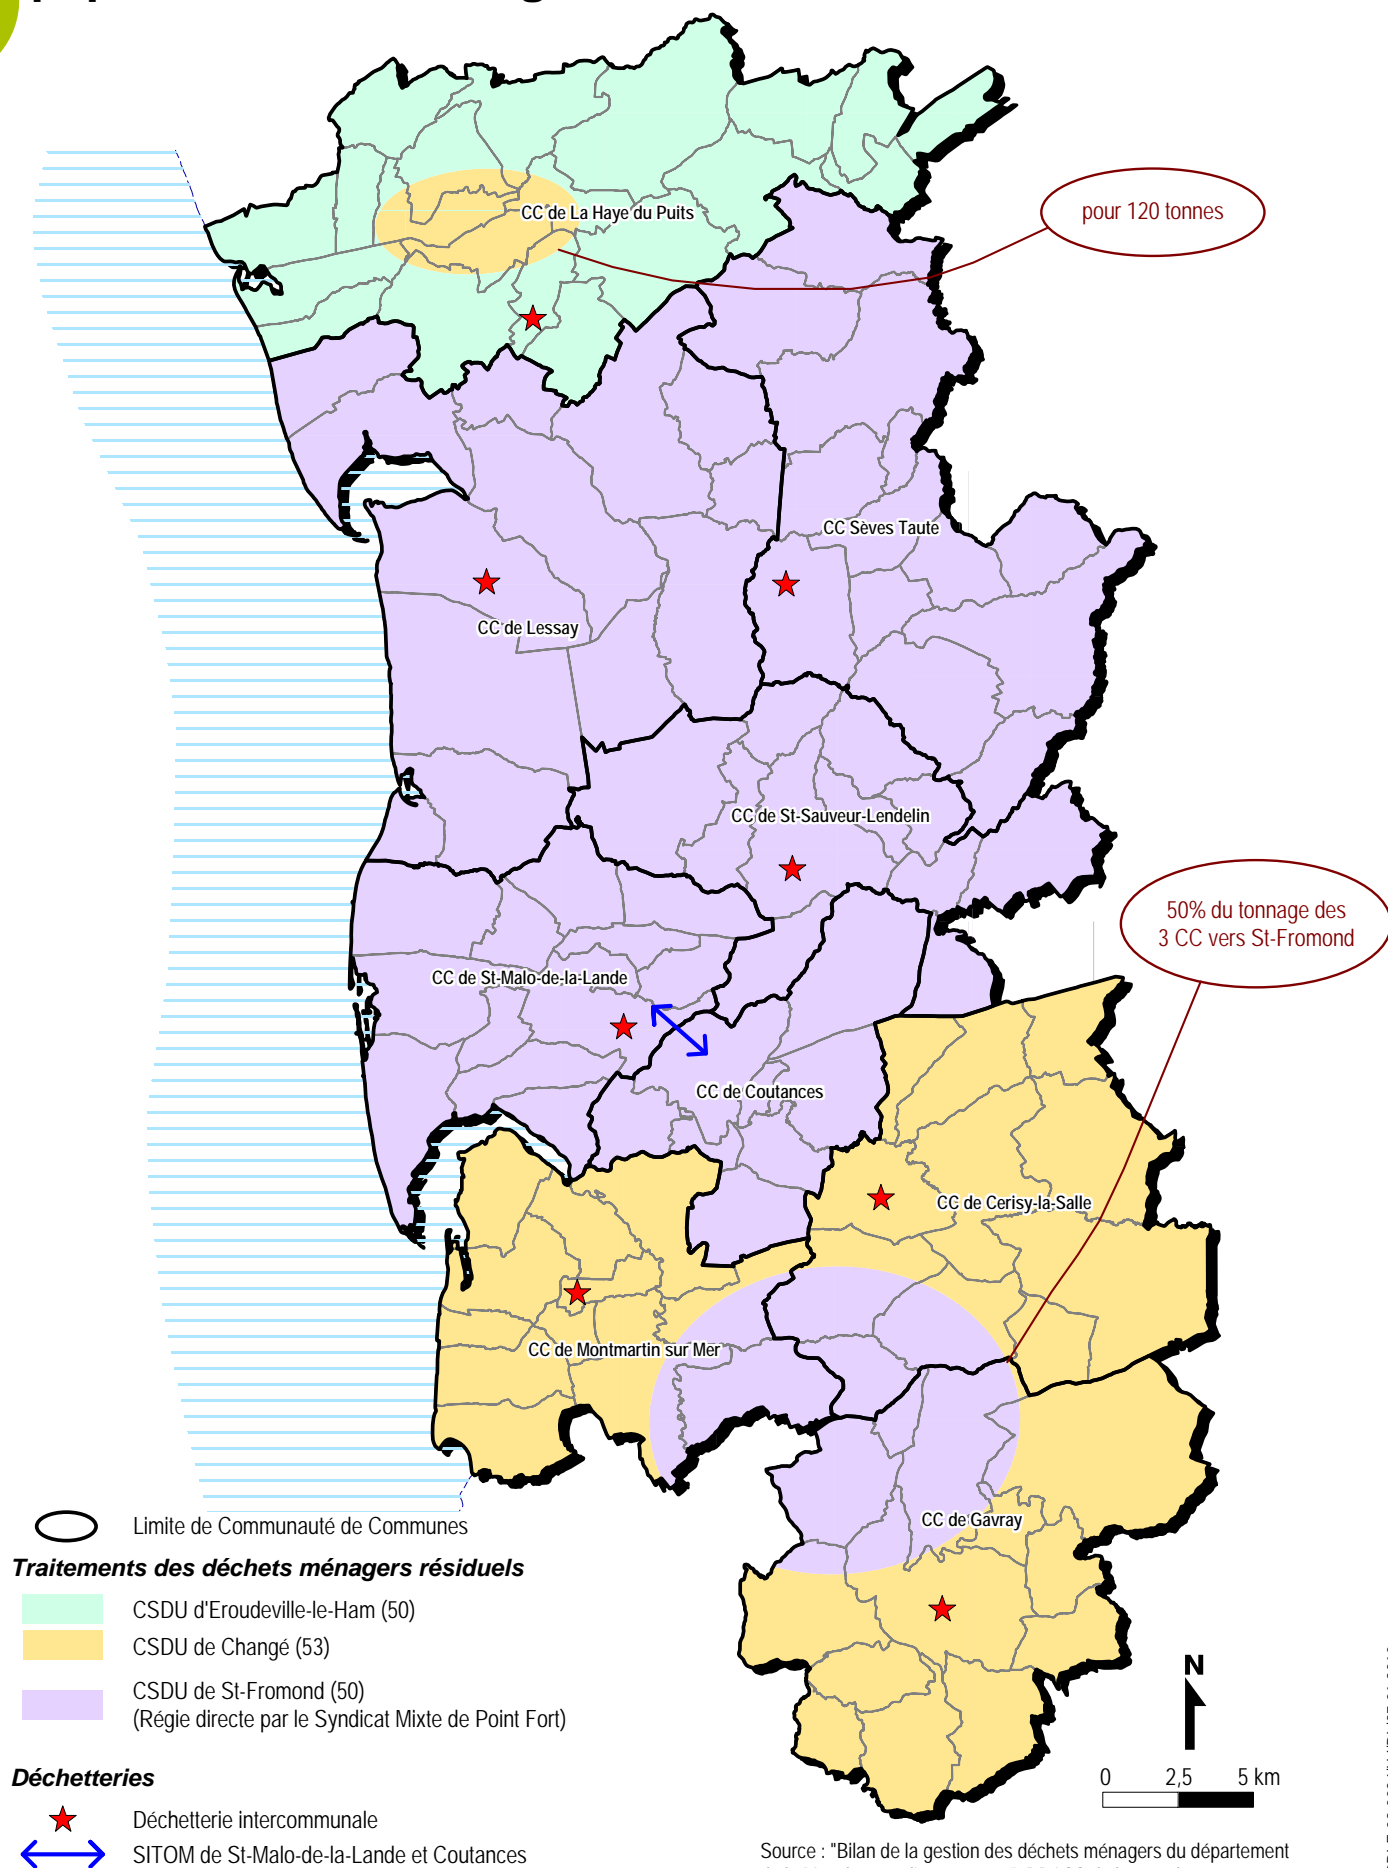 CC de La Haye du Puits
pour 120 tonnes
CC Sèves Taute
CC de Lessay
CC de St-Sauveur-Lendelin
50% du tonnage des
3 CC vers St-Fromond
CC de St-Malo-de-la-Lande
CC de Coutances
CC de Cerisy-la-Salle
CC de Montmartin sur Mer
CC de Gavray
Limite de Communauté de Communes
Traitements des déchets ménagers résiduels
CSDU d'Eroudeville-le-Ham (50)
CSDU de Changé (53)
CSDU de St-Fromond (50)
(Régie directe par le Syndicat Mixte de Point Fort)
Déchetteries
Déchetterie intercommunale
SITOM de St-Malo-de-la-Lande et Coutances
N
0 2,5 5 km
Source : "Bilan de la gestion des déchets ménagers du département